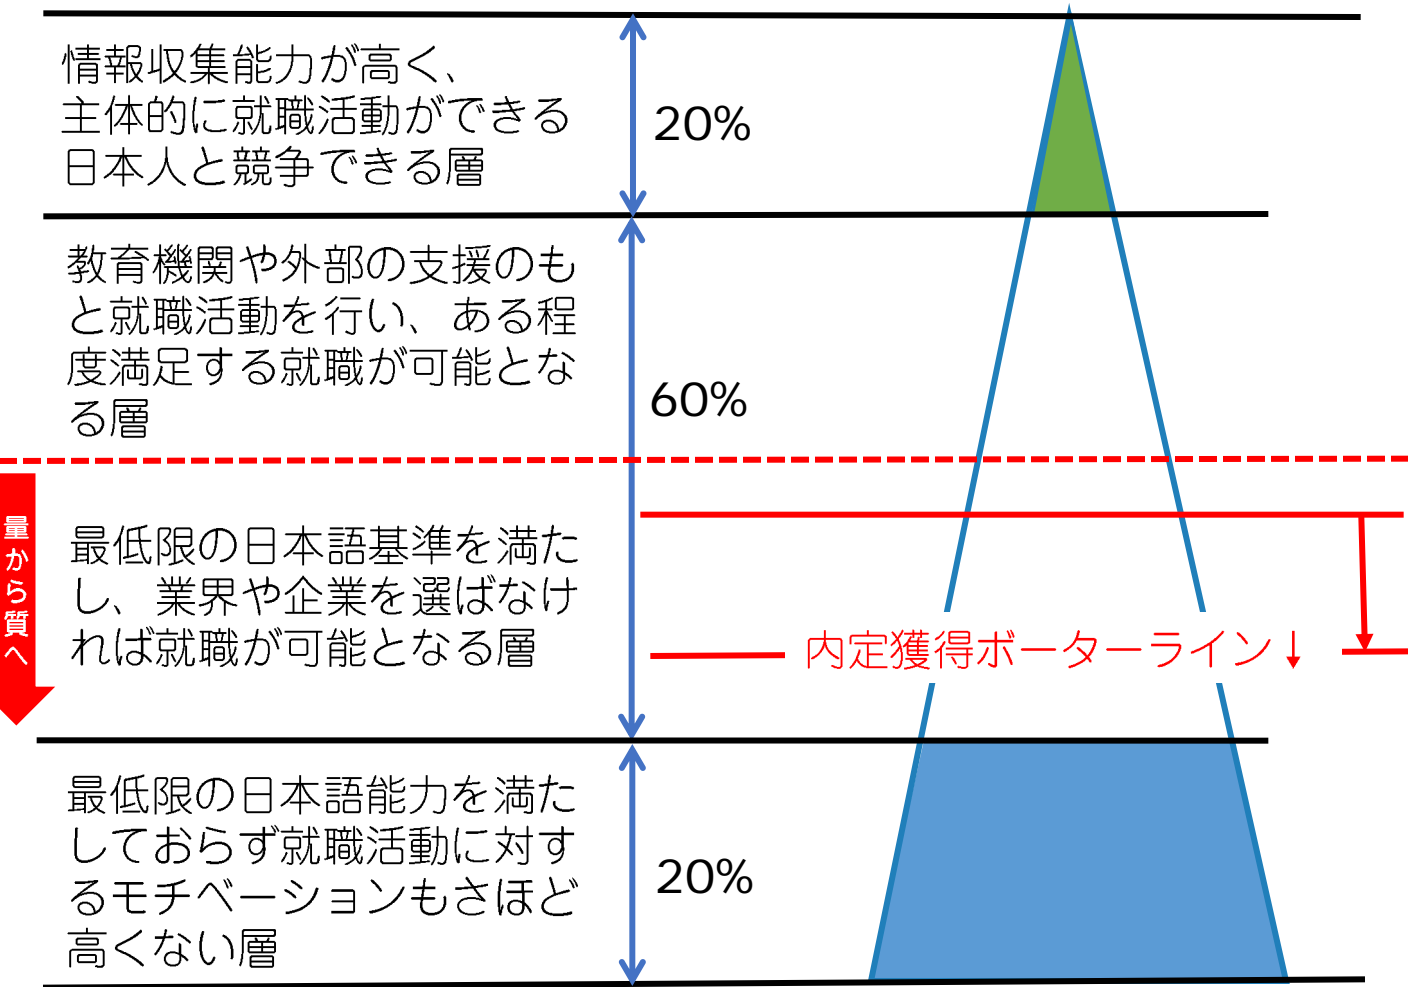 情報収集能力が高く、
主体的に就職活動ができる
日本人と競争できる層
20%
教育機関や外部の支援のも
と就職活動を行い、ある程
度満足する就職が可能とな
る層
60%
量から質へ
最低限の日本語基準を満た
し、業界や企業を選ばなけ
れば就職が可能となる層
内定獲得ボーターライン↓
最低限の日本語能力を満た
しておらず就職活動に対す
るモチベーションもさほど
高くない層
20%